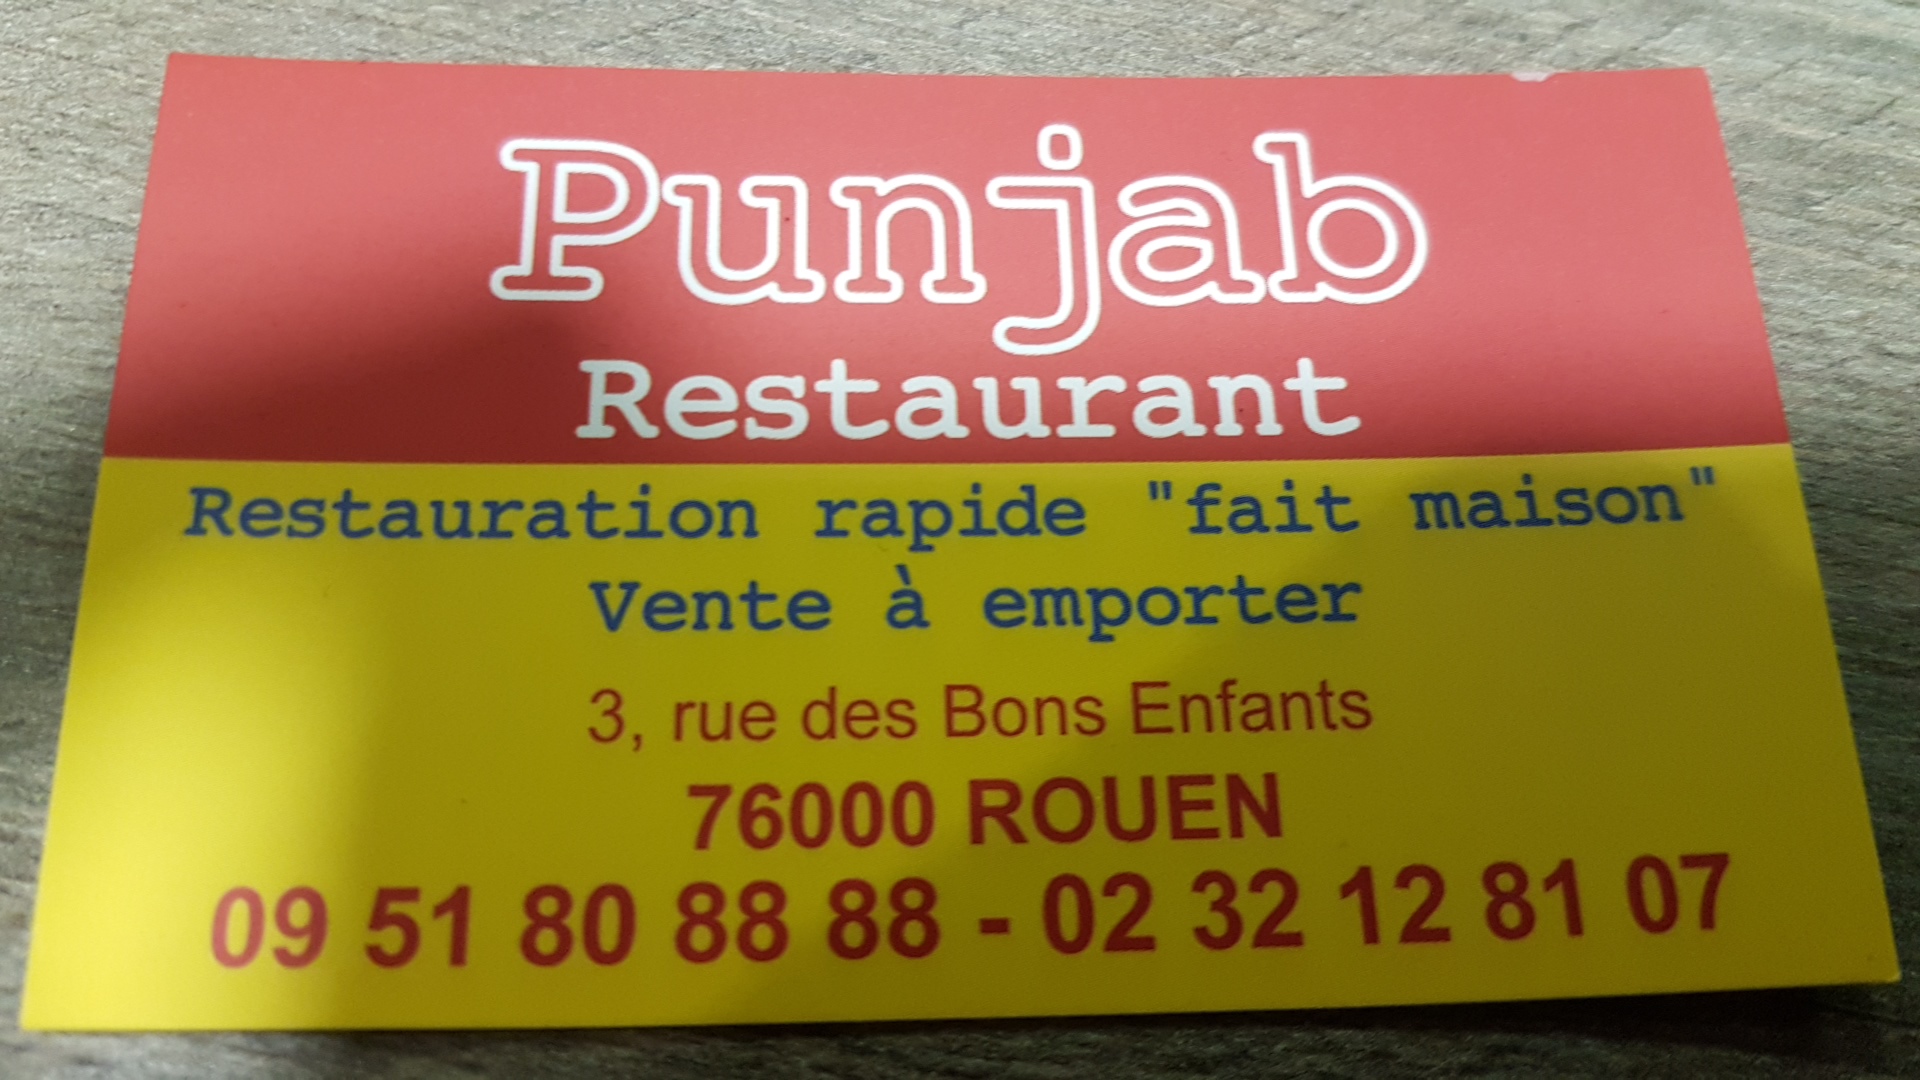 Punjab
Restaurant
Restauration rapide "fait maison"
Vente à emporter
3, rue des Bons Enfants
76000 ROUEN
09 51 80 88 88 - 02 32 12 81 07